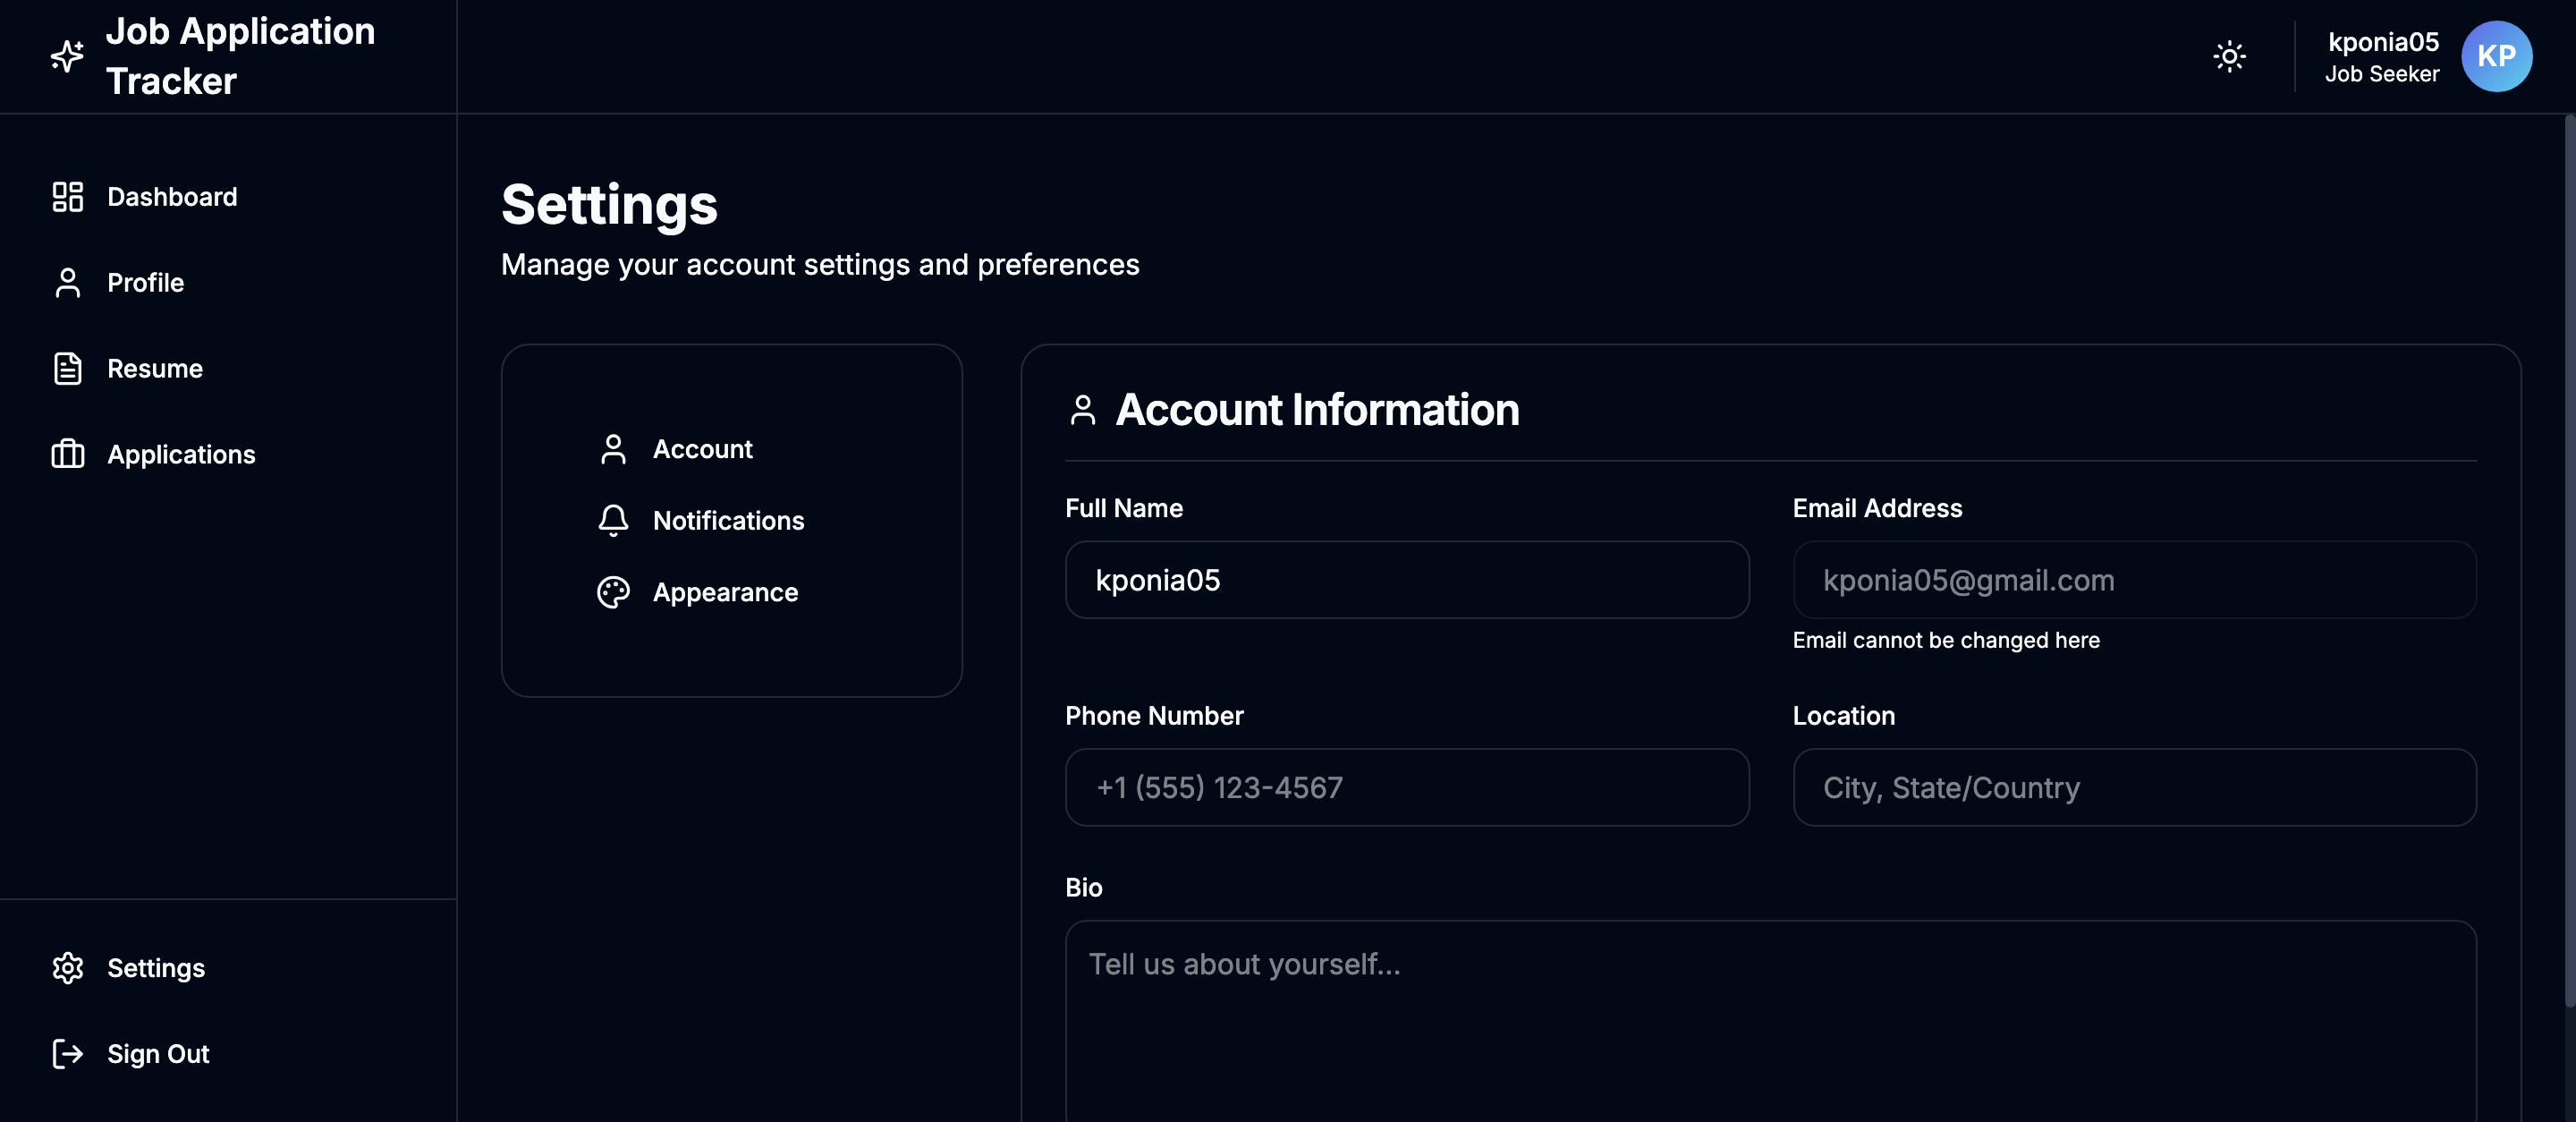 Job Application
Tracker
kponia05
Job Seeker
KP
Dashboard
Profile
Resume
Applications
Settings
Sign Out
Settings
Manage your account settings and preferences
Account
Notifications
Appearance
Account Information
Full Name
kponia05
Email Address
kponia05@gmail.com
Email cannot be changed here
Phone Number
+1 (555) 123-4567
Location
City, State/Country
Bio
Tell us about yourself...